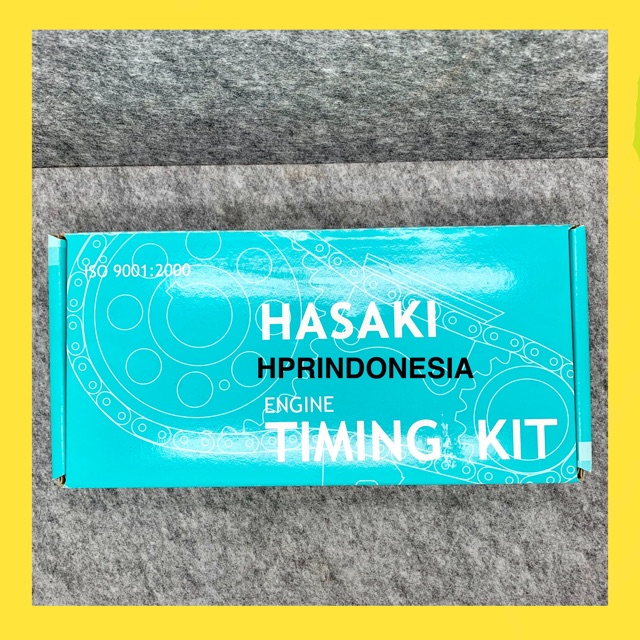 ISO 9001:2000
HASAKI
HPRINDONESIA
ENGINE
TIMING KIT